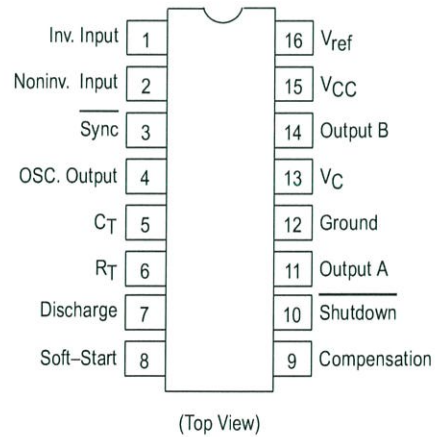 Inv. Input 1 16 Vref
Noninv. Input 2 15 VCC
Sync 3 14 Output B
OSC. Output 4 13 VC
CT 5 12 Ground
RT 6 11 Output A
Discharge 7 10 Shutdown
Soft–Start 8 9 Compensation
(Top View)